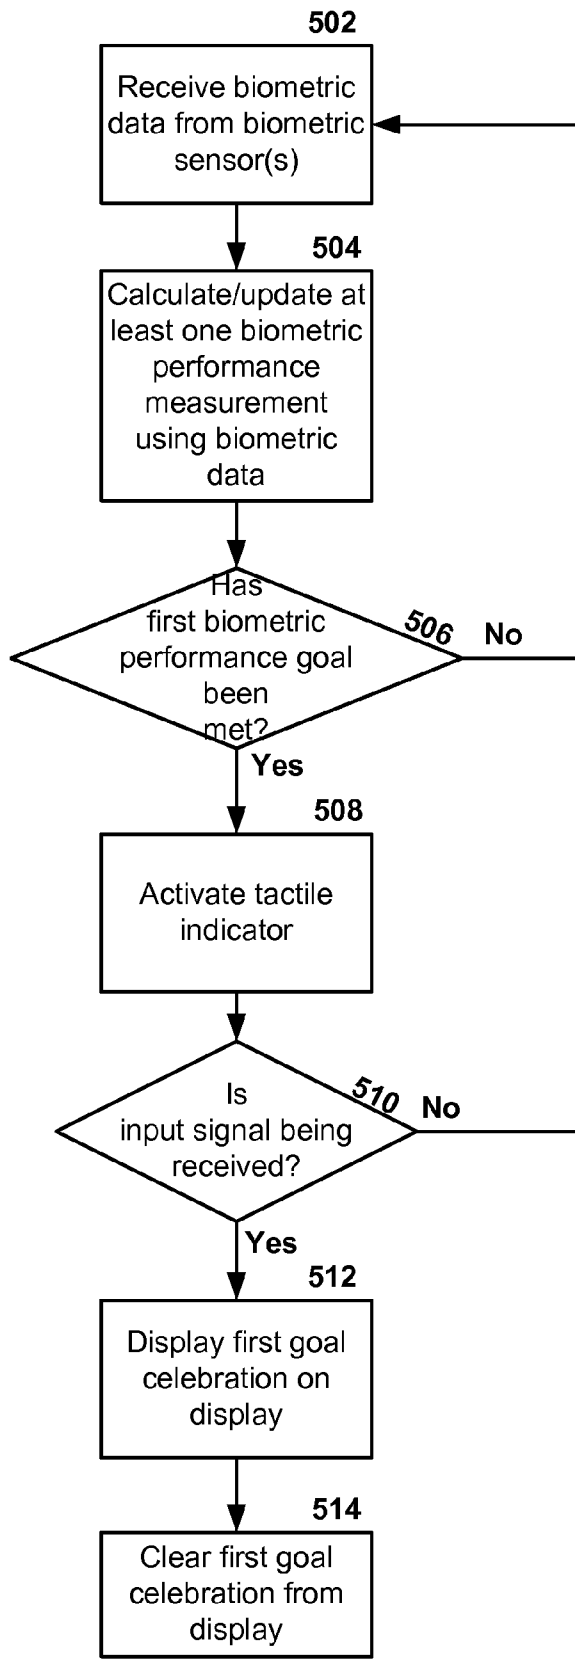 502
Receive biometric
data from biometric
sensor(s)
504
Calculate/update at
least one biometric
performance
measurement
using biometric
data
Has
first biometric
performance goal
been
met?
506
No
Yes
508
Activate tactile
indicator
Is
input signal being
received?
510
No
Yes
512
Display first goal
celebration on
display
514
Clear first goal
celebration from
display